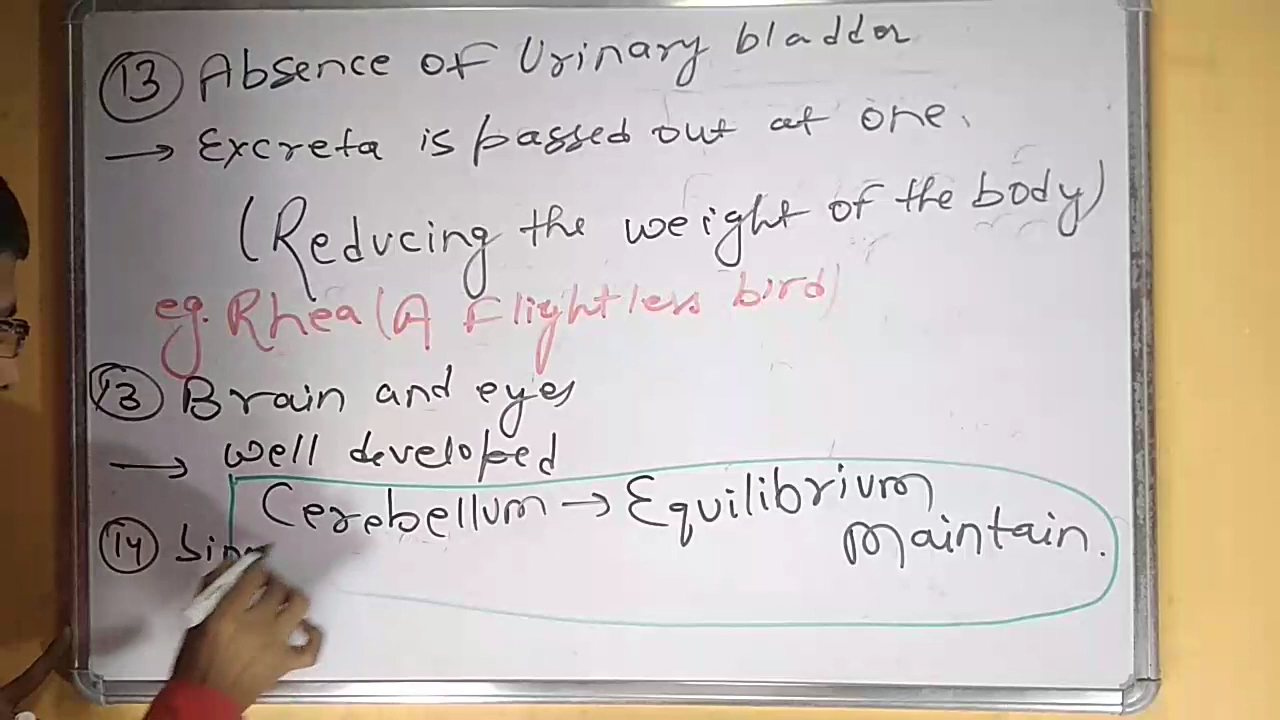 (13) Absence of Urinary bladder
→ Excreta is passed out at one.
(Reducing the weight of the body)
eg. Rhea (A Flightless bird)
(13) Brain and eyes
→ well developed
Cerebellum → Equilibrium
maintain.
(14)